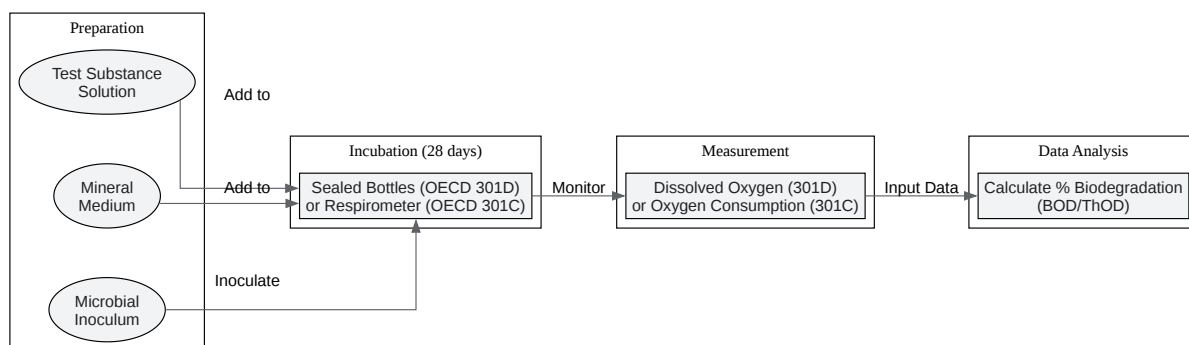 Preparation
Test Substance
Solution
Add to
Mineral
Medium
Add to
Microbial
Inoculum
Inoculate
Incubation (28 days)
Sealed Bottles (OECD 301D)
or Respirometer (OECD 301C)
Monitor
Measurement
Dissolved Oxygen (301D)
or Oxygen Consumption (301C)
Input Data
Data Analysis
Calculate % Biodegradation
(BOD/ThOD)